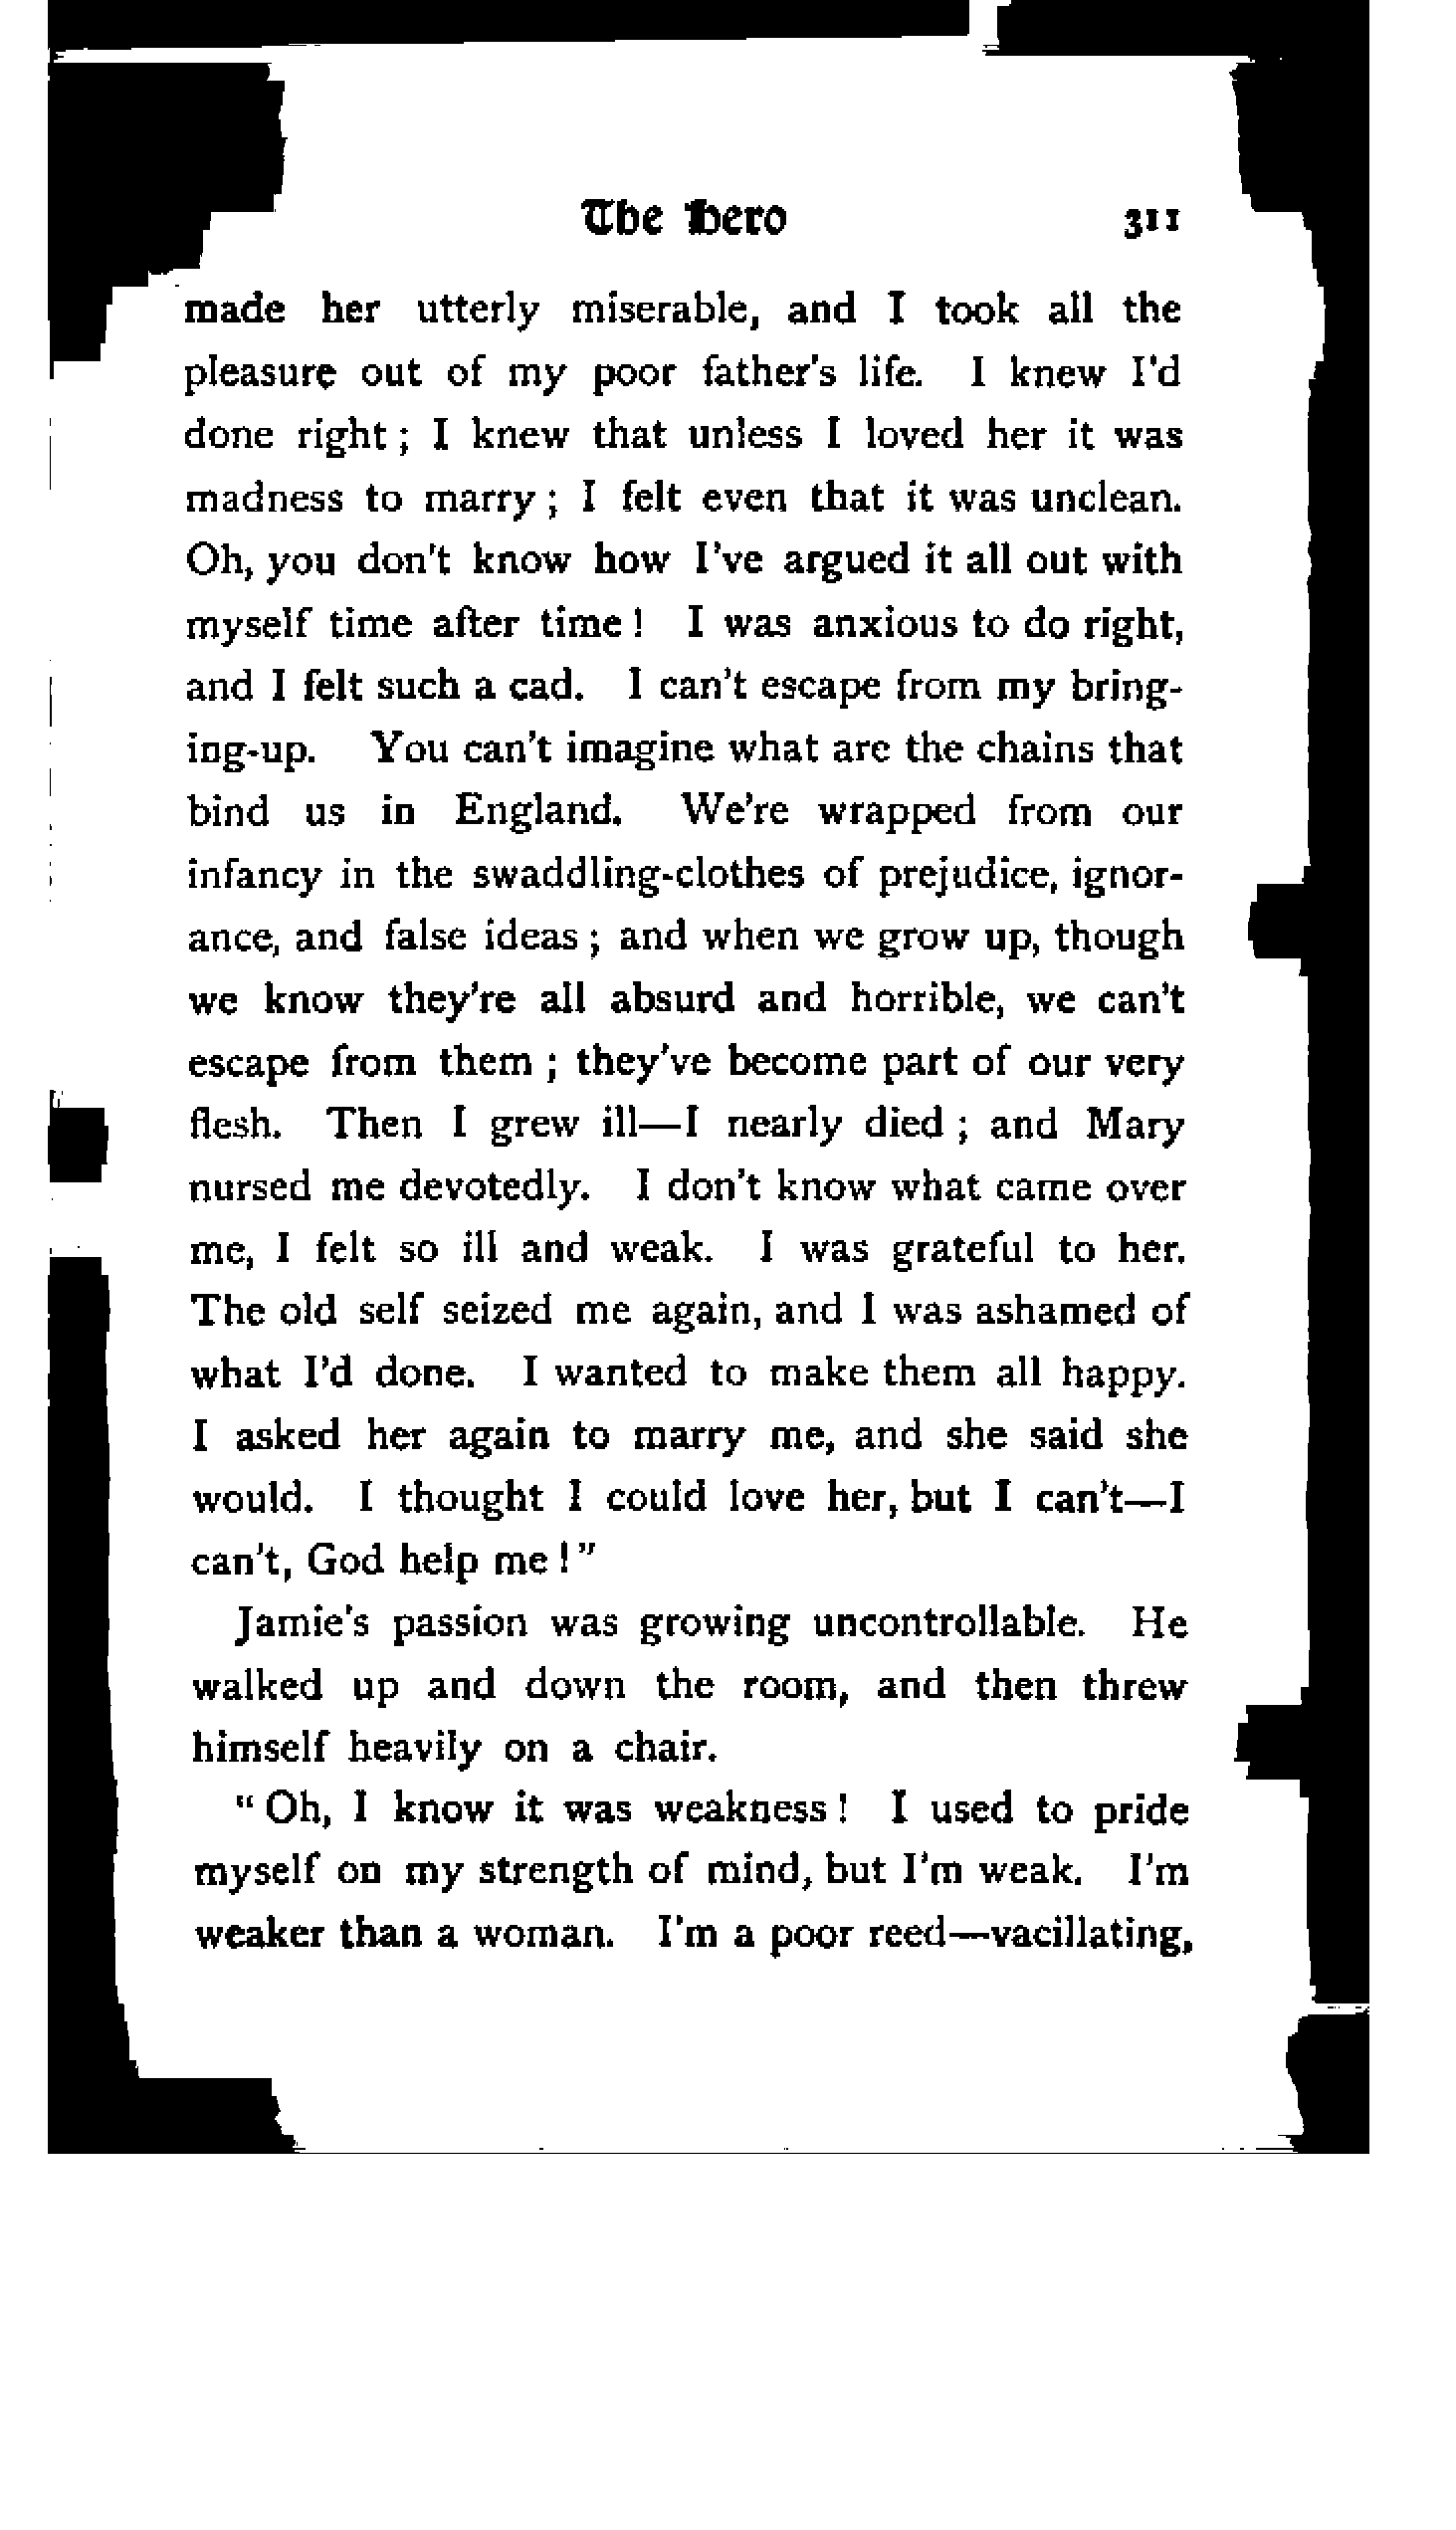 The Hero 311
made her utterly miserable, and I took all the
pleasure out of my poor father's life. I knew I'd
done right ; I knew that unless I loved her it was
madness to marry ; I felt even that it was unclean.
Oh, you don't know how I've argued it all out with
myself time after time ! I was anxious to do right,
and I felt such a cad. I can't escape from my bring-
ing-up. You can't imagine what are the chains that
bind us in England. We're wrapped from our
infancy in the swaddling-clothes of prejudice, ignor-
ance, and false ideas ; and when we grow up, though
we know they're all absurd and horrible, we can't
escape from them ; they've become part of our very
flesh. Then I grew ill—I nearly died ; and Mary
nursed me devotedly. I don't know what came over
me, I felt so ill and weak. I was grateful to her.
The old self seized me again, and I was ashamed of
what I'd done. I wanted to make them all happy.
I asked her again to marry me, and she said she
would. I thought I could love her, but I can't—I
can't, God help me ! "
Jamie's passion was growing uncontrollable. He
walked up and down the room, and then threw
himself heavily on a chair.
" Oh, I know it was weakness ! I used to pride
myself on my strength of mind, but I'm weak. I'm
weaker than a woman. I'm a poor reed—vacillating,